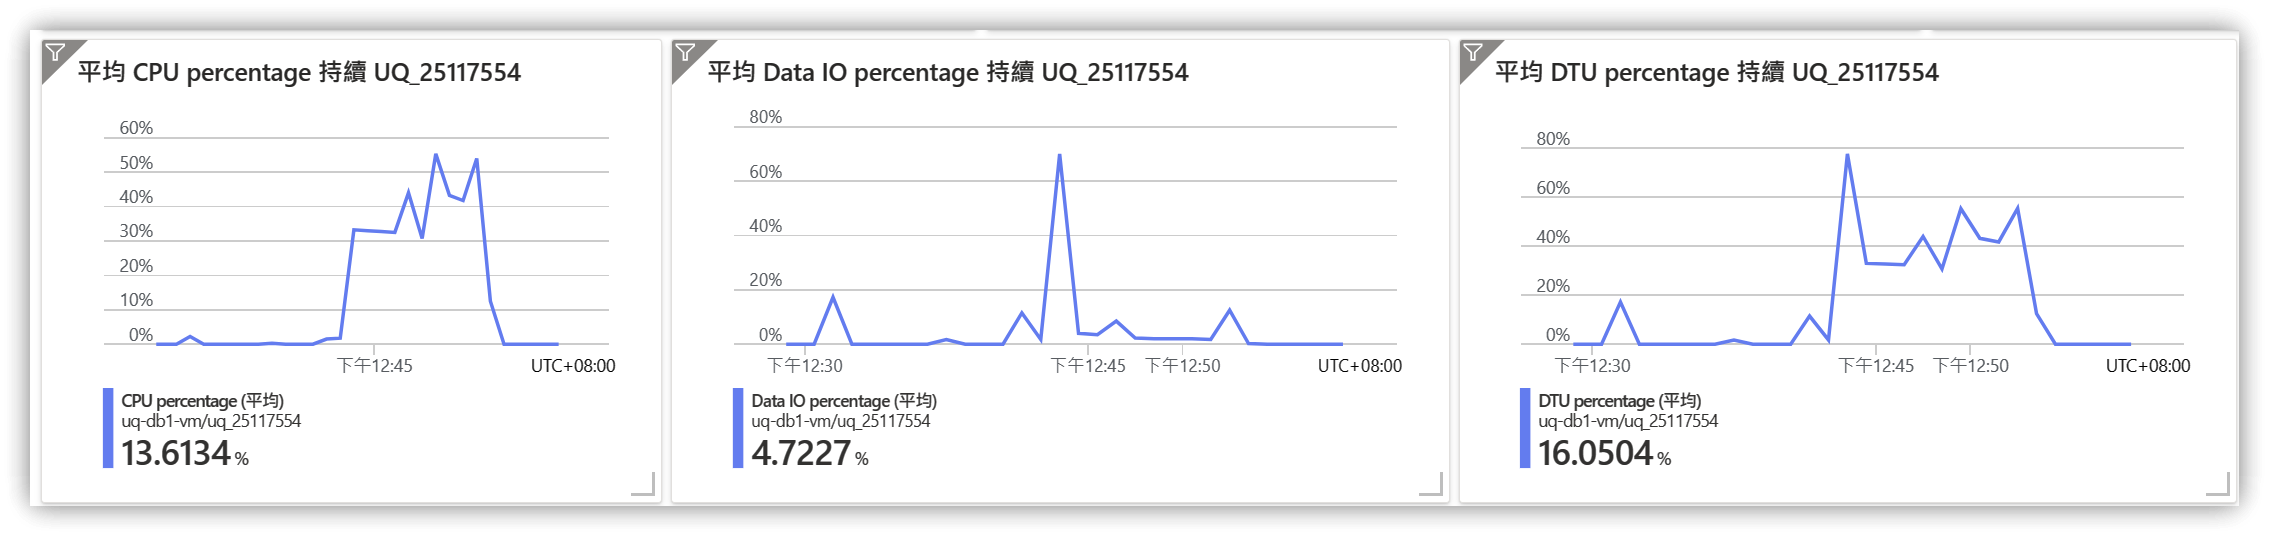 平均 CPU percentage 持續 UQ_25117554
60%
50%
40%
30%
20%
10%
0%
下午12:45
UTC+08:00
CPU percentage (平均)
uq-db1-vm/uq_25117554
13.6134 %
平均 Data IO percentage 持續 UQ_25117554
80%
60%
40%
20%
0%
下午12:30
下午12:45
下午12:50
UTC+08:00
Data IO percentage (平均)
uq-db1-vm/uq_25117554
4.7227 %
平均 DTU percentage 持續 UQ_25117554
80%
60%
40%
20%
0%
下午12:30
下午12:45
下午12:50
UTC+08:00
DTU percentage (平均)
uq-db1-vm/uq_25117554
16.0504 %